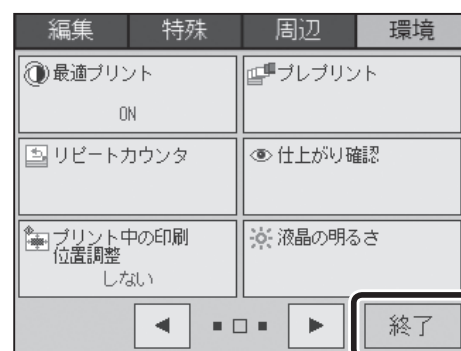 編集 特殊 周辺 環境
最適プリント
ON
プレプリント
リピートカウンタ
仕上がり確認
プリント中の印刷
位置調整
しない
液晶の明るさ
終了